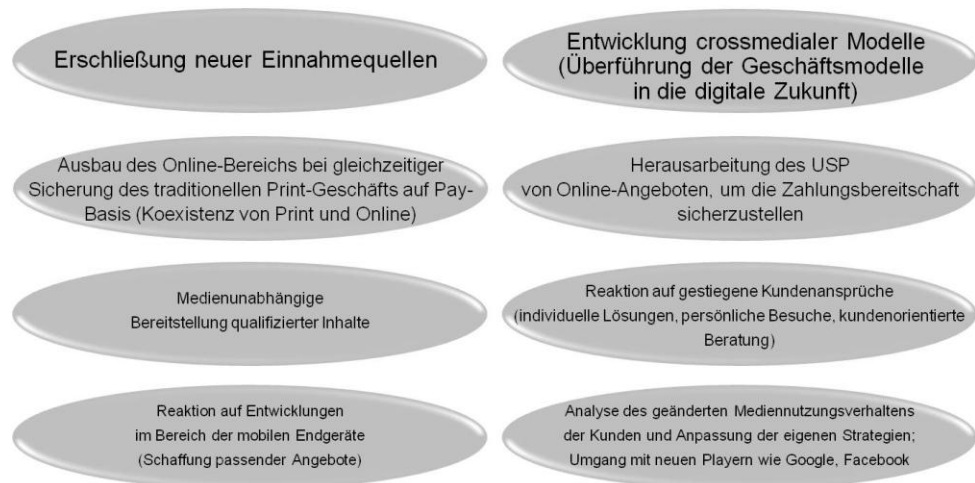 Erschließung neuer Einnahmequellen
Entwicklung crossmedialer Modelle
(Überführung der Geschäftsmodelle
in die digitale Zukunft)
Ausbau des Online-Bereichs bei gleichzeitiger
Sicherung des traditionellen Print-Geschäfts auf Pay-
Basis (Koexistenz von Print und Online)
Herausarbeitung des USP
von Online-Angeboten, um die Zahlungsbereitschaft
sicherzustellen
Medienunabhängige
Bereitstellung qualifizierter Inhalte
Reaktion auf gestiegene Kundenansprüche
(individuelle Lösungen, persönliche Besuche, kundenorientierte
Beratung)
Reaktion auf Entwicklungen
im Bereich der mobilen Endgeräte
(Schaffung passender Angebote)
Analyse des geänderten Mediennutzungsverhaltens
der Kunden und Anpassung der eigenen Strategien;
Umgang mit neuen Playern wie Google, Facebook